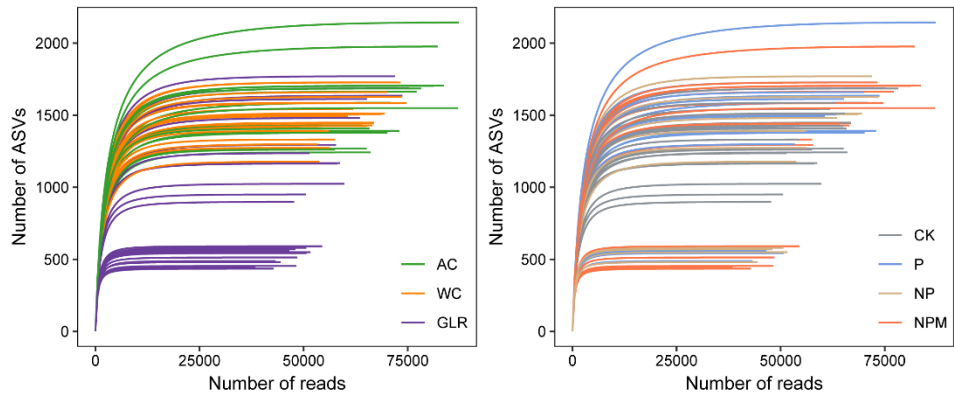 Number of ASVs
2000
1500
1000
500
0
AC
WC
GLR
0 25000 50000 75000
Number of reads
Number of ASVs
2000
1500
1000
500
0
CK
P
NP
NPM
0 25000 50000 75000
Number of reads